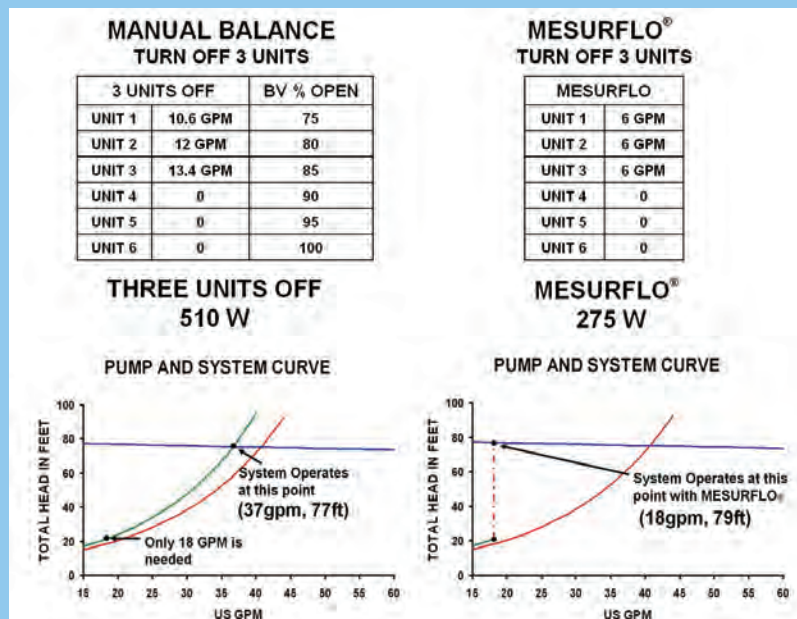 MANUAL BALANCE
TURN OFF 3 UNITS
3 UNITS OFF BV % OPEN
UNIT 1 10.6 GPM 75
UNIT 2 12 GPM 80
UNIT 3 13.4 GPM 85
UNIT 4 0 90
UNIT 5 0 95
UNIT 6 0 100
THREE UNITS OFF
510 W
PUMP AND SYSTEM CURVE
TOTAL HEAD IN FEET
100
80
60
40
20
0
System Operates
at this point
(37gpm, 77ft)
Only 18 GPM is
needed
15 20 25 30 35 40 45 50 55 60
US GPM
MESURFLO®
TURN OFF 3 UNITS
MESURFLO
UNIT 1 6 GPM
UNIT 2 6 GPM
UNIT 3 6 GPM
UNIT 4 0
UNIT 5 0
UNIT 6 0
MESURFLO®
275 W
PUMP AND SYSTEM CURVE
TOTAL HEAD IN FEET
100
80
60
40
20
0
System Operates at this
point with MESURFLO®
(18gpm, 79ft)
15 20 25 30 35 40 45 50 55 60
US GPM